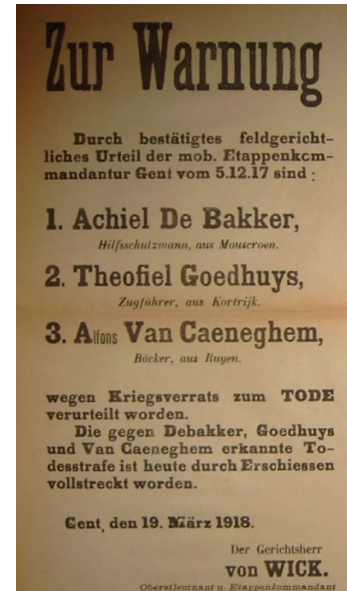 Zur Warnung
Durch bestätigtes feldgericht-
liches Urteil der mob. Etappenkom-
mandantur Gent vom 5.12.17 sind :
1. Achiel De Bakker,
Hilfsschutzmann, aus Mouscroen.
2. Theofiel Goedhuys,
Zugführer, aus Kortrijk.
3. Alfons Van Caeneghem,
Bäcker, aus Ruyen.
wegen Kriegsverrats zum TODE
verurteilt worden.
Die gegen Debakker, Goedhuys
und Van Caeneghem erkannte To-
desstrafe ist heute durch Erschiessen
vollstreckt worden.
Gent, den 19. März 1918.
Der Gerichtsherr
von WICK.
Oberstleutnant u. Etappenkommandant